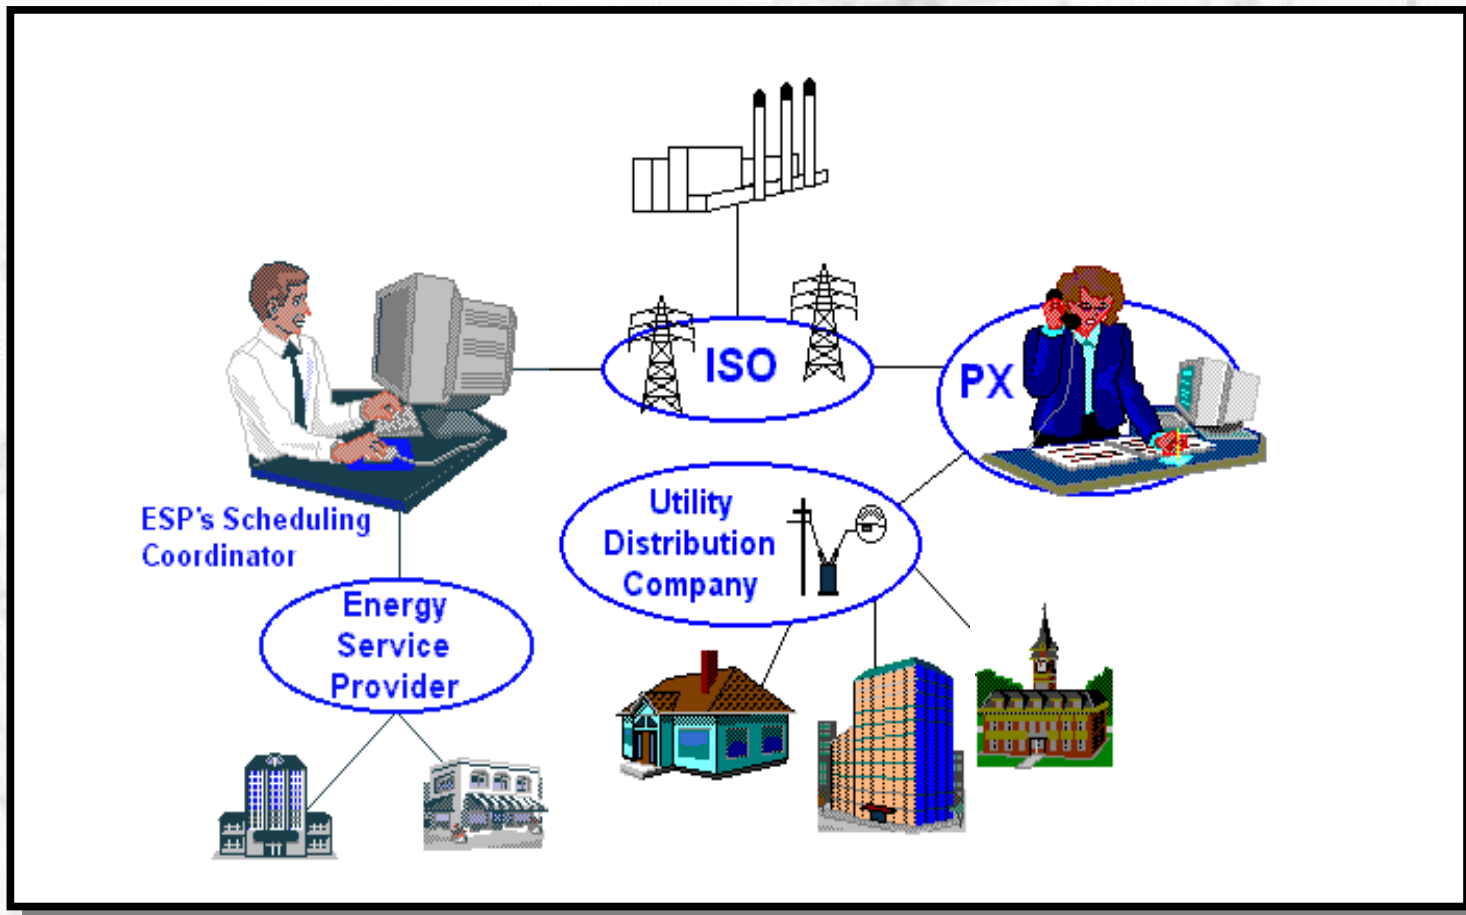 ISO
PX
ESP's Scheduling
Coordinator
Utility
Distribution
Company
Energy
Service
Provider